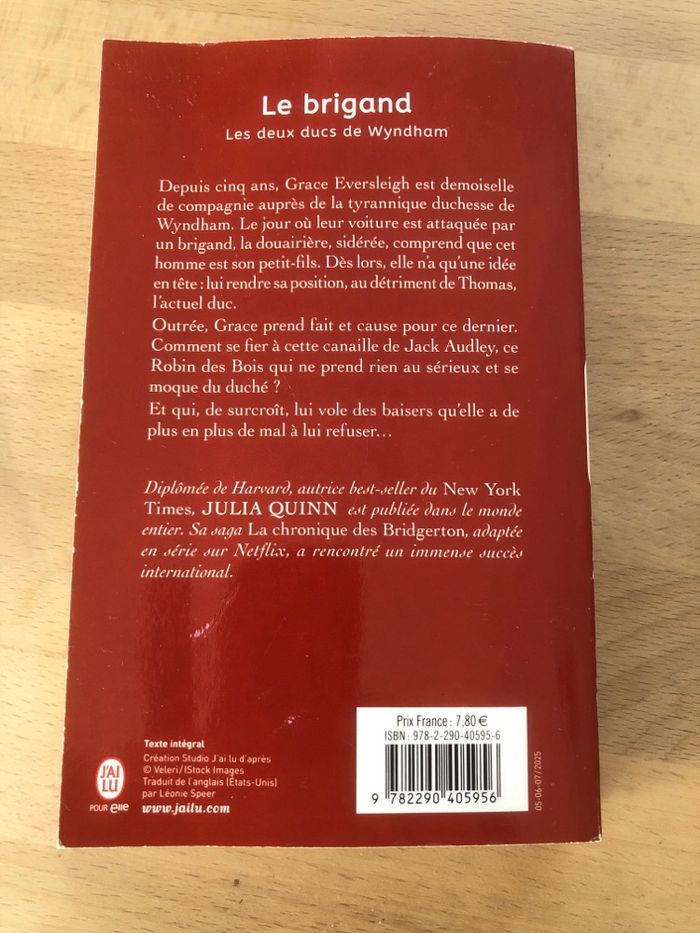 Le brigand
Les deux ducs de Wyndham
Depuis cinq ans, Grace Eversleigh est demoiselle
de compagnie auprès de la tyrannique duchesse de
Wyndham. Le jour où leur voiture est attaquée par
un brigand, la douairière, sidérée, comprend que cet
homme est son petit-fils. Dès lors, elle n'a qu'une idée
en tête : lui rendre sa position, au détriment de Thomas,
l'actuel duc.
Outrée, Grace prend fait et cause pour ce dernier.
Comment se fier à cette canaille de Jack Audley, ce
Robin des Bois qui ne prend rien au sérieux et se
moque du duché ?
Et qui, de surcroît, lui vole des baisers qu'elle a de
plus en plus de mal à lui refuser...
Diplômée de Harvard, autrice best-seller du New York
Times, JULIA QUINN est publiée dans le monde
entier. Sa saga La chronique des Bridgerton, adaptée
en série sur Netflix, a rencontré un immense succès
international.
Texte intégral
Création Studio J'ai lu d'après
© Veleri / iStock Images
Traduit de l'anglais (États-Unis)
par Léonie Speer
www.jailu.com
J'AI
LU
POUR elle
Prix France : 7,80 €
ISBN : 978-2-290-40595-6
9 782290 405956
05-06-07/2025